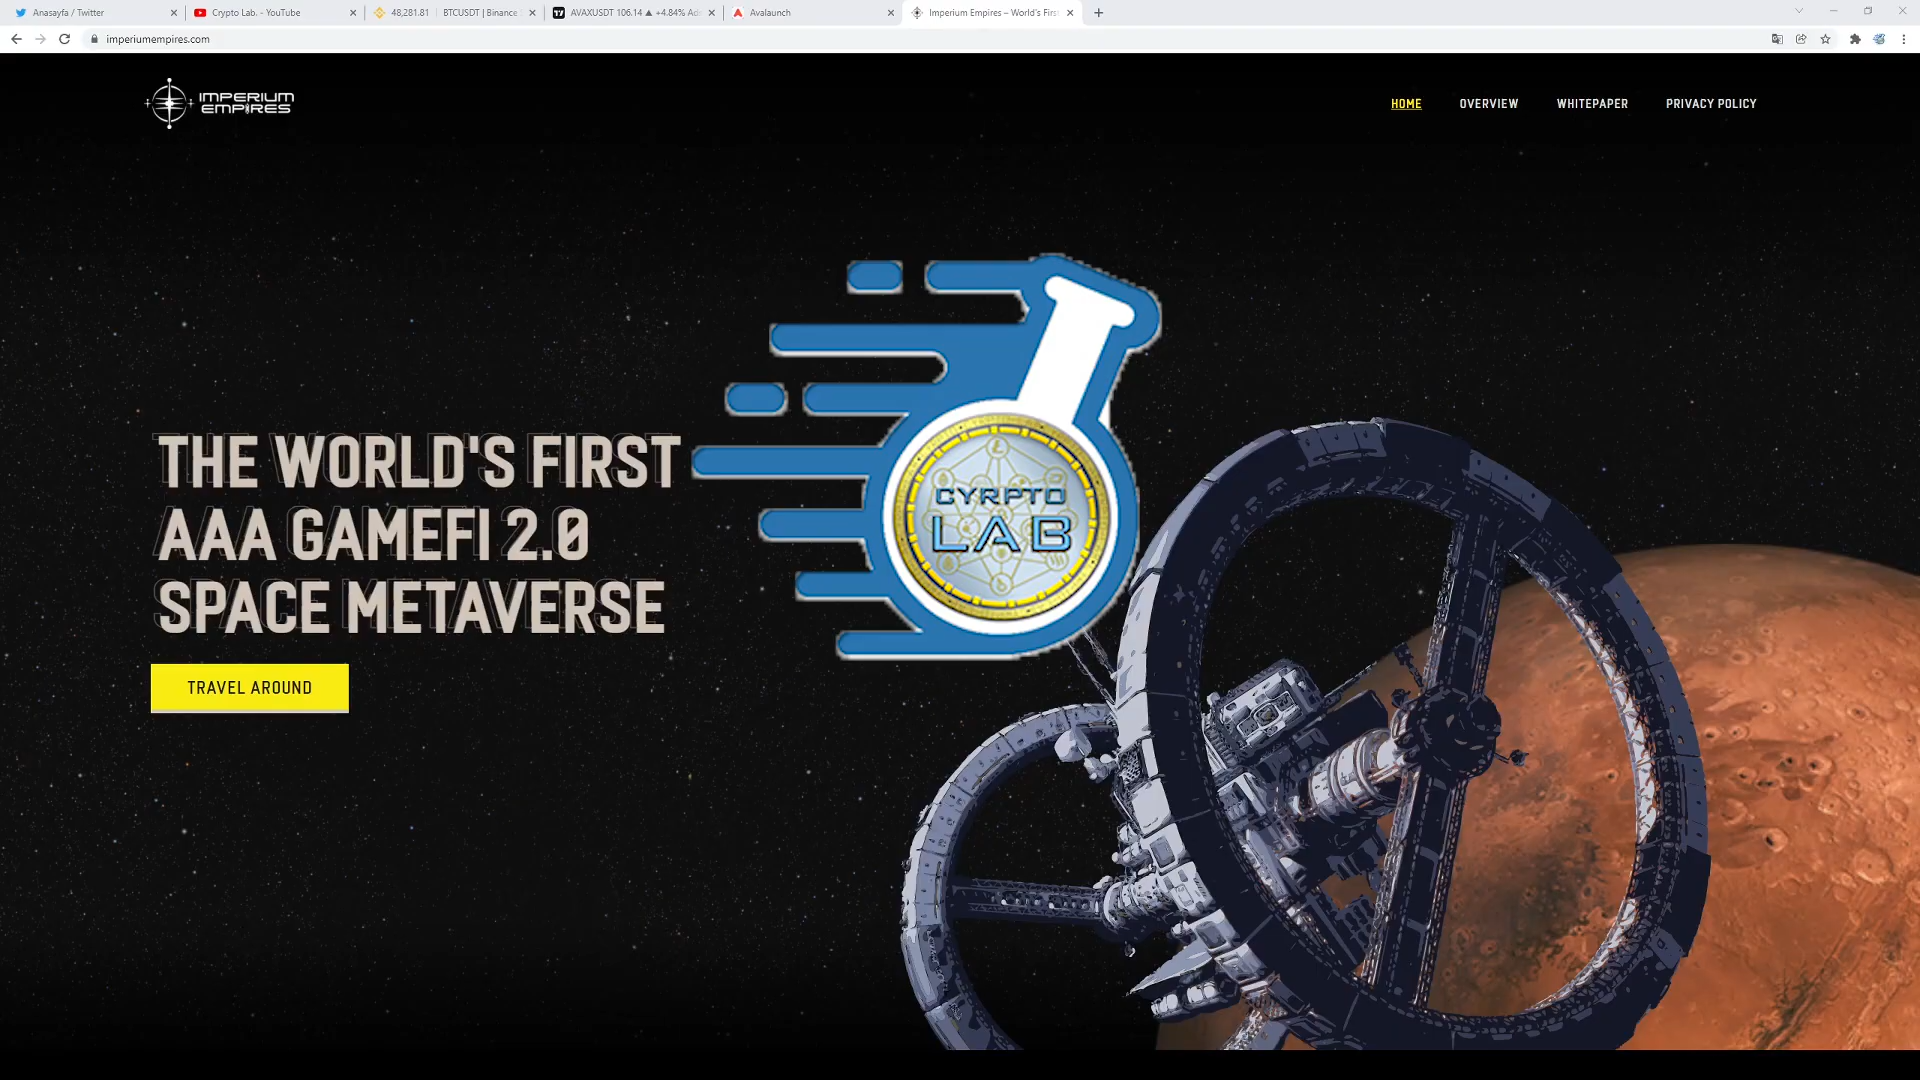 Anasayfa / Twitter
Crypto Lab. - YouTube
48,281.81 BTCUSDT | Binance
AVAXUSDT 106.14 ▲ +4.84%
Avalaunch
Imperium Empires – World's Firs
imperiumempires.com
IMPERIUM
EMPIRES
HOME
OVERVIEW
WHITEPAPER
PRIVACY POLICY
THE WORLD'S FIRST
AAA GAMEFI 2.0
SPACE METAVERSE
TRAVEL AROUND
CYRPTO
LAB